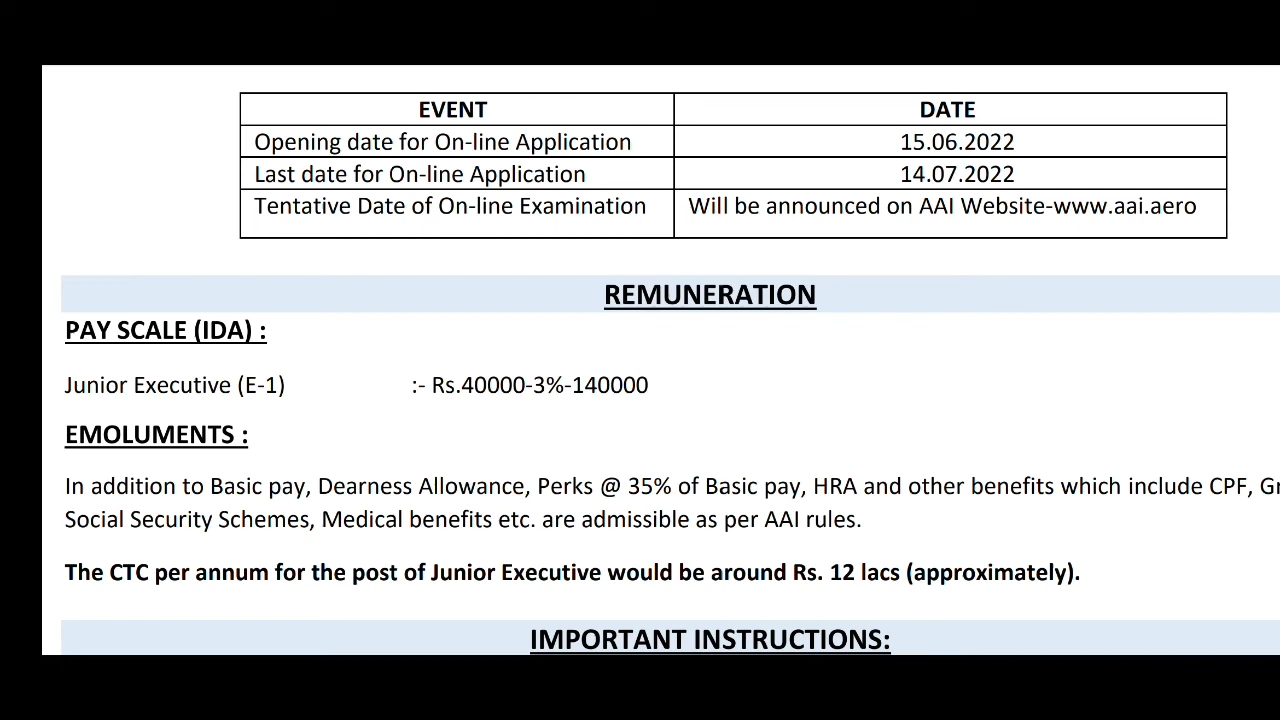 EVENT DATE
Opening date for On-line Application 15.06.2022
Last date for On-line Application 14.07.2022
Tentative Date of On-line Examination Will be announced on AAI Website-www.aai.aero
REMUNERATION
PAY SCALE (IDA) :
Junior Executive (E-1) :- Rs.40000-3%-140000
EMOLUMENTS :
In addition to Basic pay, Dearness Allowance, Perks @ 35% of Basic pay, HRA and other benefits which include CPF,
Social Security Schemes, Medical benefits etc. are admissible as per AAI rules.
The CTC per annum for the post of Junior Executive would be around Rs. 12 lacs (approximately).
IMPORTANT INSTRUCTIONS: